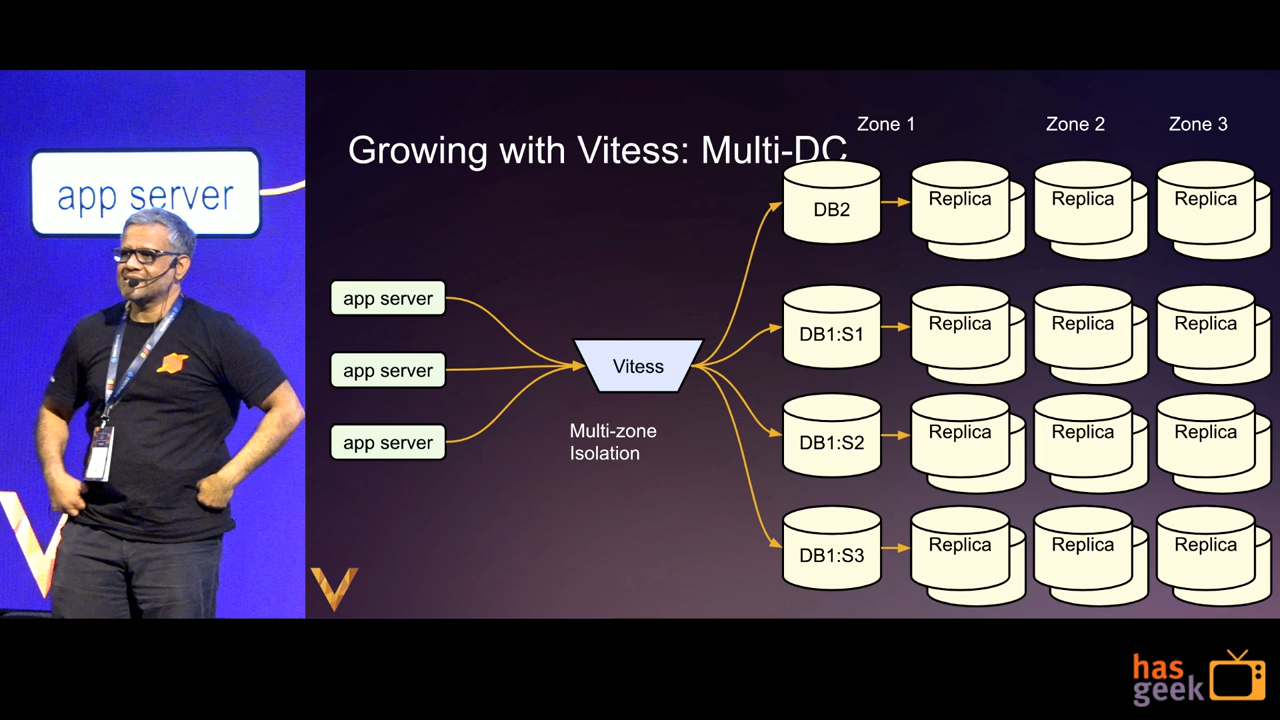 app server
Growing with Vitess: Multi-DC
Zone 1
Zone 2
Zone 3
DB2
Replica
Replica
Replica
app server
app server
app server
Vitess
Multi-zone
Isolation
DB1:S1
Replica
Replica
Replica
DB1:S2
Replica
Replica
Replica
DB1:S3
Replica
Replica
Replica
has
geek